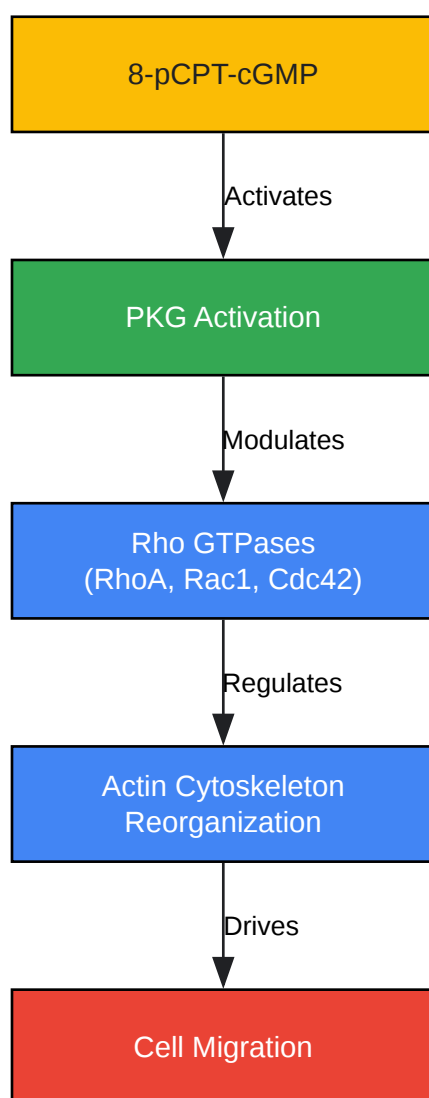 8-pCPT-cGMP
Activates
PKG Activation
Modulates
Rho GTPases
(RhoA, Rac1, Cdc42)
Regulates
Actin Cytoskeleton
Reorganization
Drives
Cell Migration